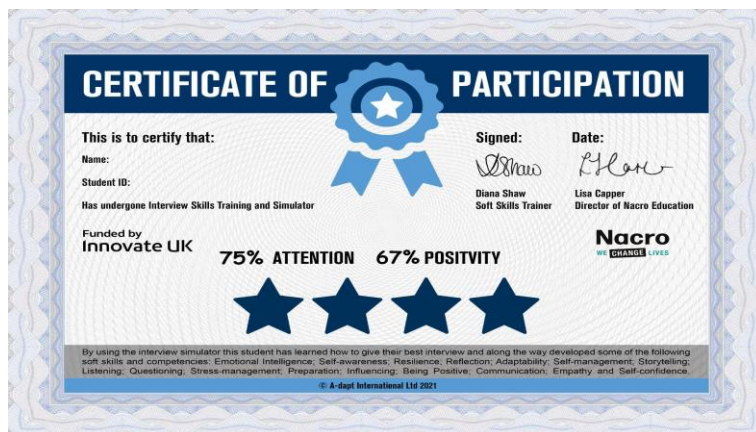 CERTIFICATE OF PARTICIPATION
This is to certify that:
Name:
Student ID:
Has undergone Interview Skills Training and Simulator
Signed:
DShaw
Diana Shaw
Soft Skills Trainer
Date:
Lisa Capper
Director of Nacro Education
Funded by
Innovate UK
75% ATTENTION 67% POSITVITY
Nacro
WE CHANGE LIVES
By using the interview simulator this student has learned how to give their best interview and along the way developed some of the following
soft skills and competencies: Emotional Intelligence; Self-awareness; Resilience; Reflection; Adaptability; Self-management; Storytelling;
Listening; Questioning; Stress-management; Preparation; Influencing; Being Positive; Communication; Empathy and Self-confidence.
© A-dapt International Ltd 2021